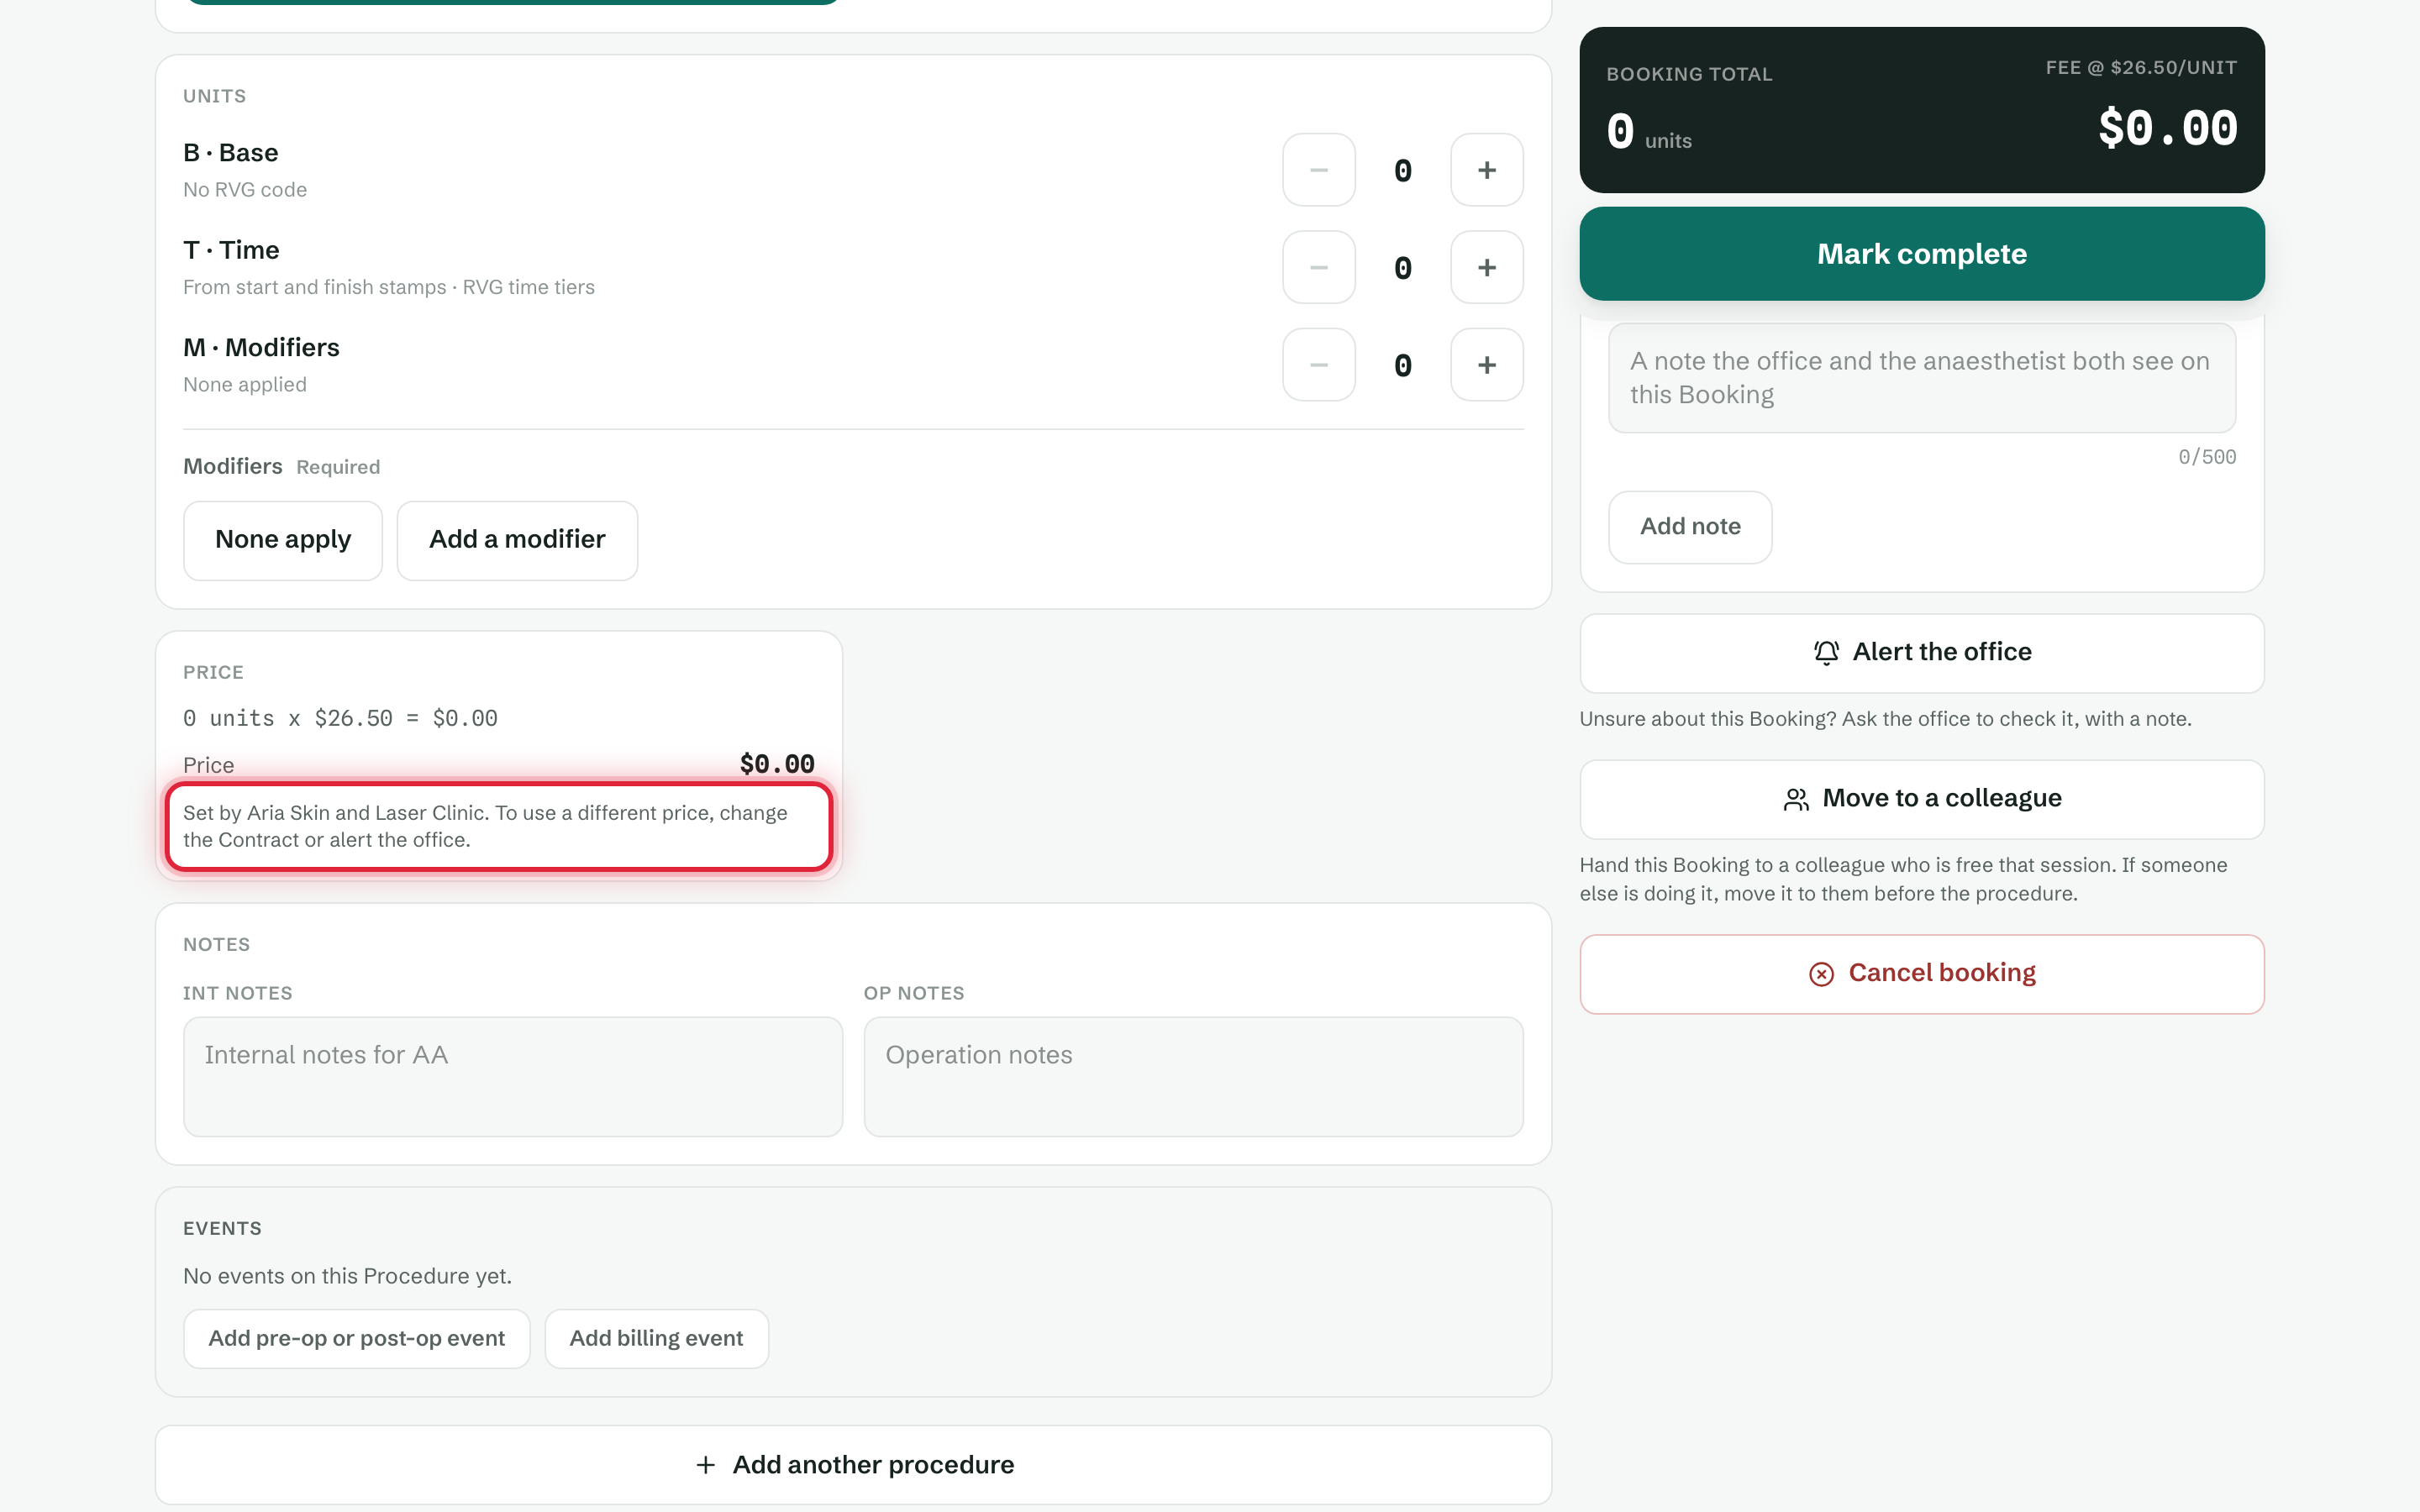 UNITS
B · Base
No RVG code
− 0 +
T · Time
From start and finish stamps · RVG time tiers
− 0 +
M · Modifiers
None applied
− 0 +
Modifiers Required
None apply
Add a modifier
PRICE
0 units x $26.50 = $0.00
Price $0.00
Set by Aria Skin and Laser Clinic. To use a different price, change
the Contract or alert the office.
NOTES
INT NOTES
Internal notes for AA
OP NOTES
Operation notes
EVENTS
No events on this Procedure yet.
Add pre-op or post-op event
Add billing event
+ Add another procedure
BOOKING TOTAL
FEE @ $26.50/UNIT
0 units
$0.00
Mark complete
A note the office and the anaesthetist both see on
this Booking
0/500
Add note
Alert the office
Unsure about this Booking? Ask the office to check it, with a note.
Move to a colleague
Hand this Booking to a colleague who is free that session. If someone
else is doing it, move it to them before the procedure.
Cancel booking